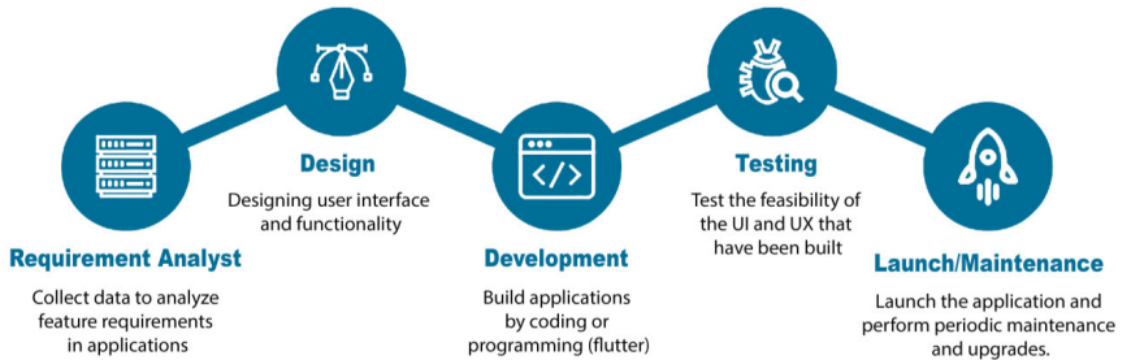 Requirement Analyst
Collect data to analyze
feature requirements
in applications
Design
Designing user interface
and functionality
</>
Development
Build applications
by coding or
programming (flutter)
Testing
Test the feasibility of
the UI and UX that
have been built
Launch/Maintenance
Launch the application and
perform periodic maintenance
and upgrades.